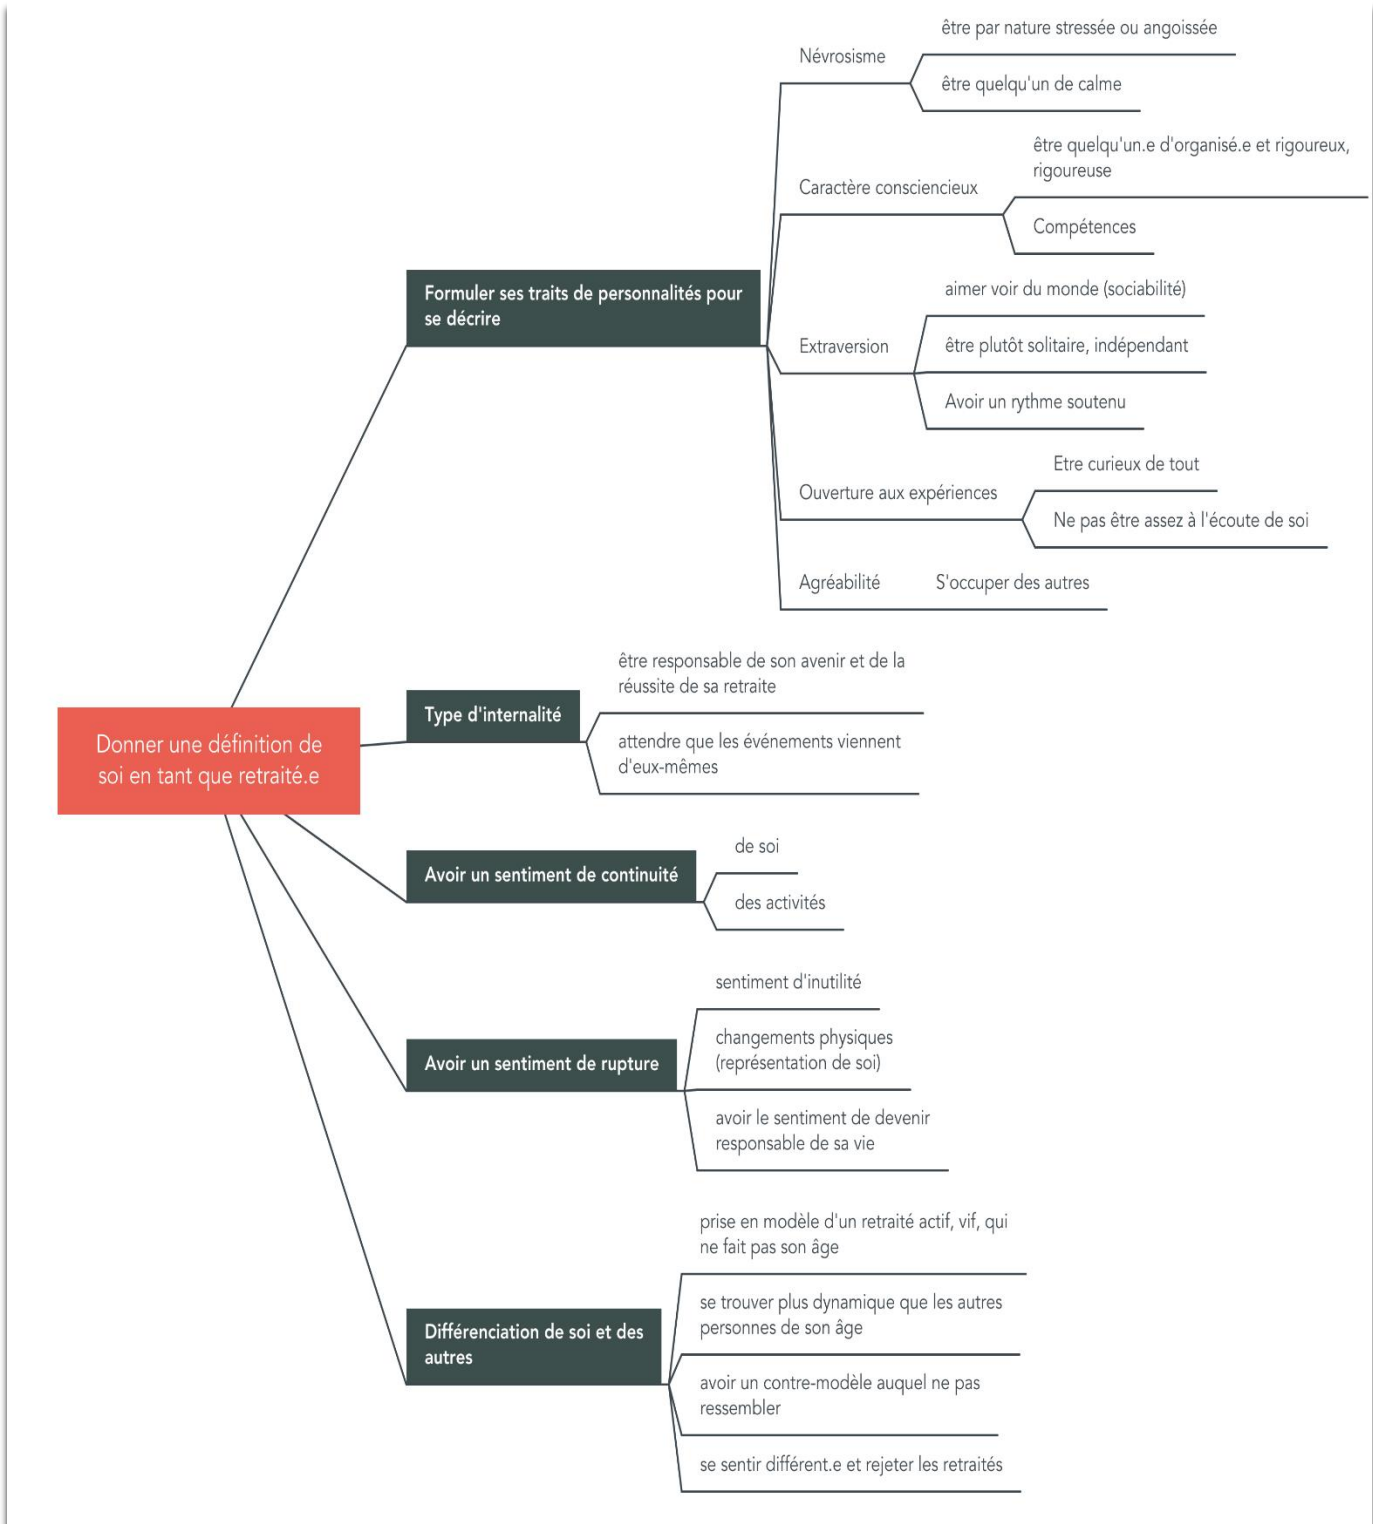 être par nature stressée ou angoissée
Névrosisme
être quelqu'un de calme
être quelqu'un.e d'organisé.e et rigoureux,
rigoureuse
Caractère consciencieux
Compétences
Formuler ses traits de personnalités pour
se décrire
aimer voir du monde (sociabilité)
Extraversion
être plutôt solitaire, indépendant
Avoir un rythme soutenu
Etre curieux de tout
Ouverture aux expériences
Ne pas être assez à l'écoute de soi
Agréabilité
S'occuper des autres
Donner une définition de
soi en tant que retraité.e
Type d'internalité
être responsable de son avenir et de la
réussite de sa retraite
attendre que les événements viennent
d'eux-mêmes
Avoir un sentiment de continuité
de soi
des activités
Avoir un sentiment de rupture
sentiment d'inutilité
changements physiques
(représentation de soi)
avoir le sentiment de devenir
responsable de sa vie
Différenciation de soi et des
autres
prise en modèle d'un retraité actif, vif, qui
ne fait pas son âge
se trouver plus dynamique que les autres
personnes de son âge
avoir un contre-modèle auquel ne pas
ressembler
se sentir différent.e et rejeter les retraités